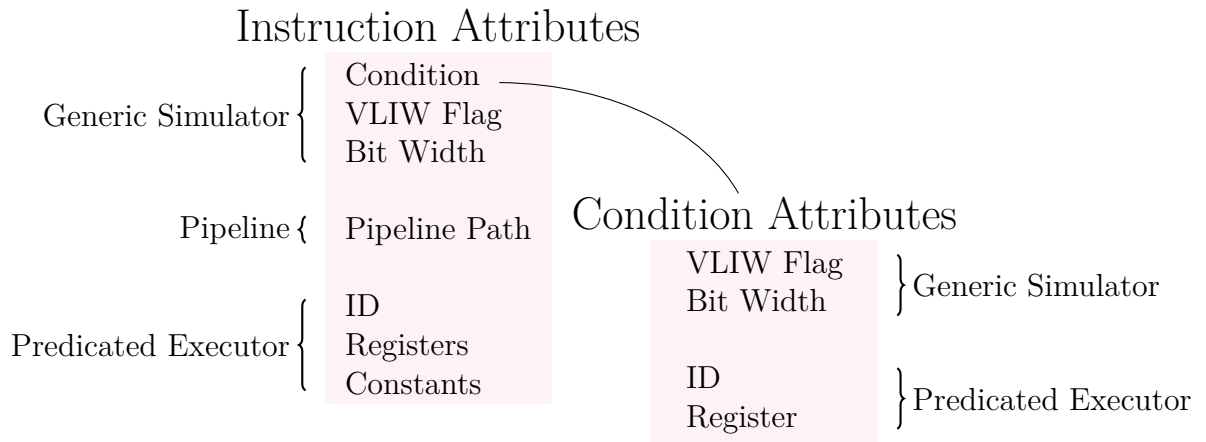 Instruction Attributes
Generic Simulator
Condition
VLIW Flag
Bit Width
Pipeline
Pipeline Path
Predicated Executor
ID
Registers
Constants
Condition Attributes
VLIW Flag
Bit Width
Generic Simulator
ID
Register
Predicated Executor